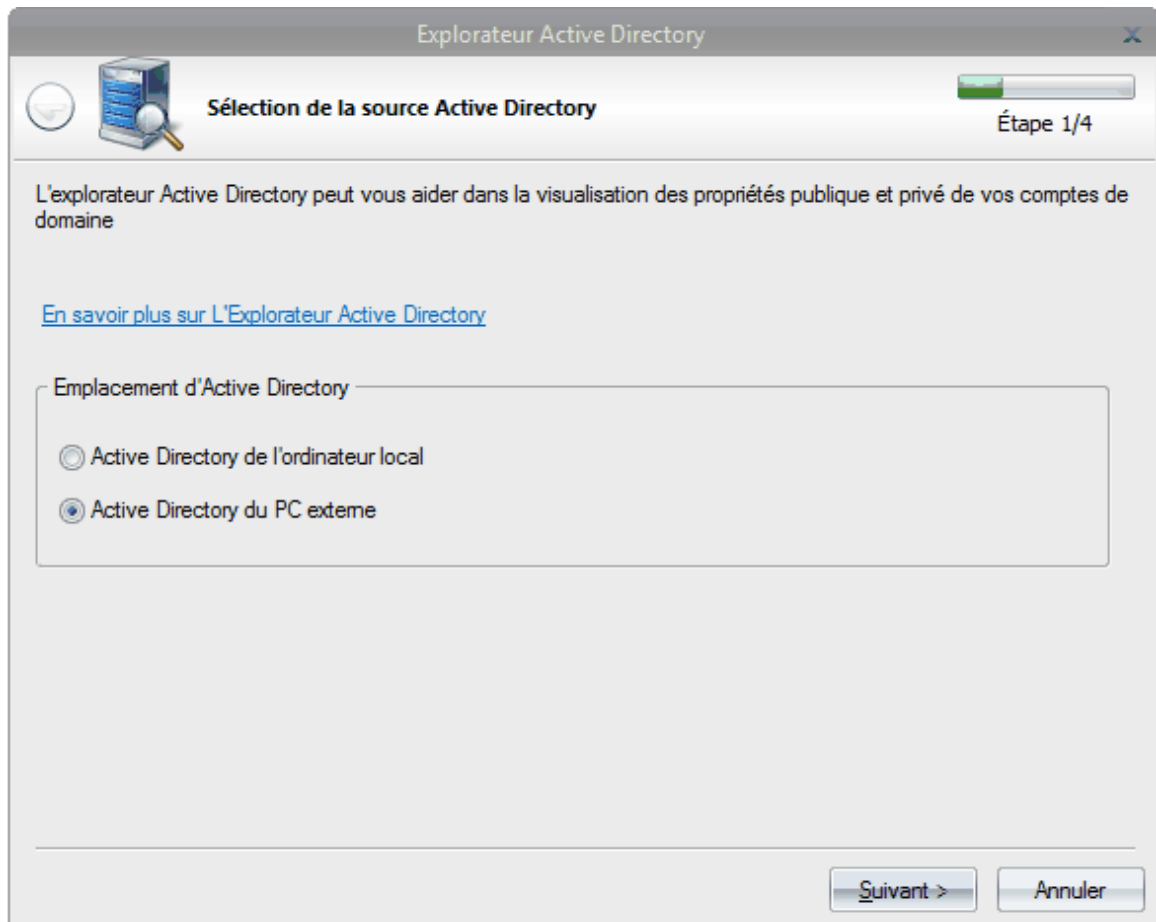 Explorateur Active Directory
Sélection de la source Active Directory
Étape 1/4
L'explorateur Active Directory peut vous aider dans la visualisation des propriétés publique et privé de vos comptes de
domaine
En savoir plus sur L'Explorateur Active Directory
Emplacement d'Active Directory
Active Directory de l'ordinateur local
Active Directory du PC externe
Suivant >
Annuler